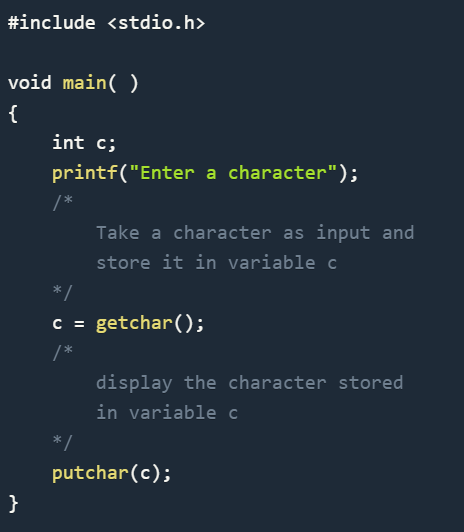 #include <stdio.h>
void main( )
{
    int c;
    printf("Enter a character");
    /*
        Take a character as input and
        store it in variable c
    */
    c = getchar();
    /*
        display the character stored
        in variable c
    */
    putchar(c);
}